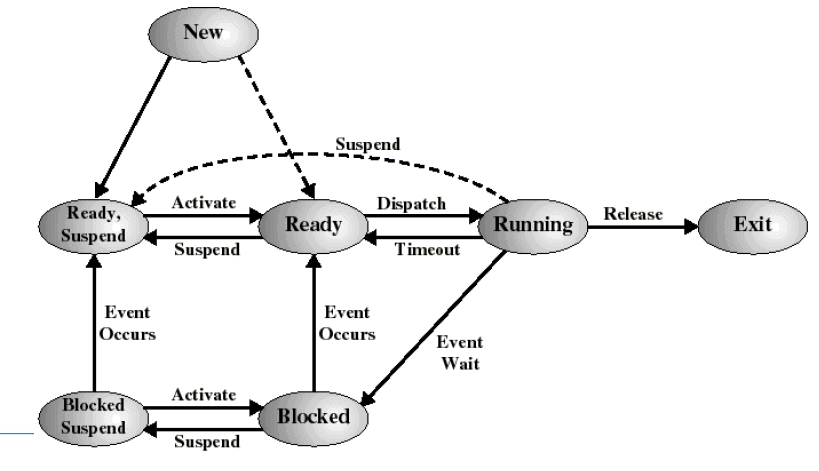 New
Suspend
Ready,
Suspend
Activate
Suspend
Ready
Dispatch
Timeout
Running
Release
Exit
Event
Occurs
Event
Occurs
Event
Wait
Blocked
Suspend
Activate
Suspend
Blocked